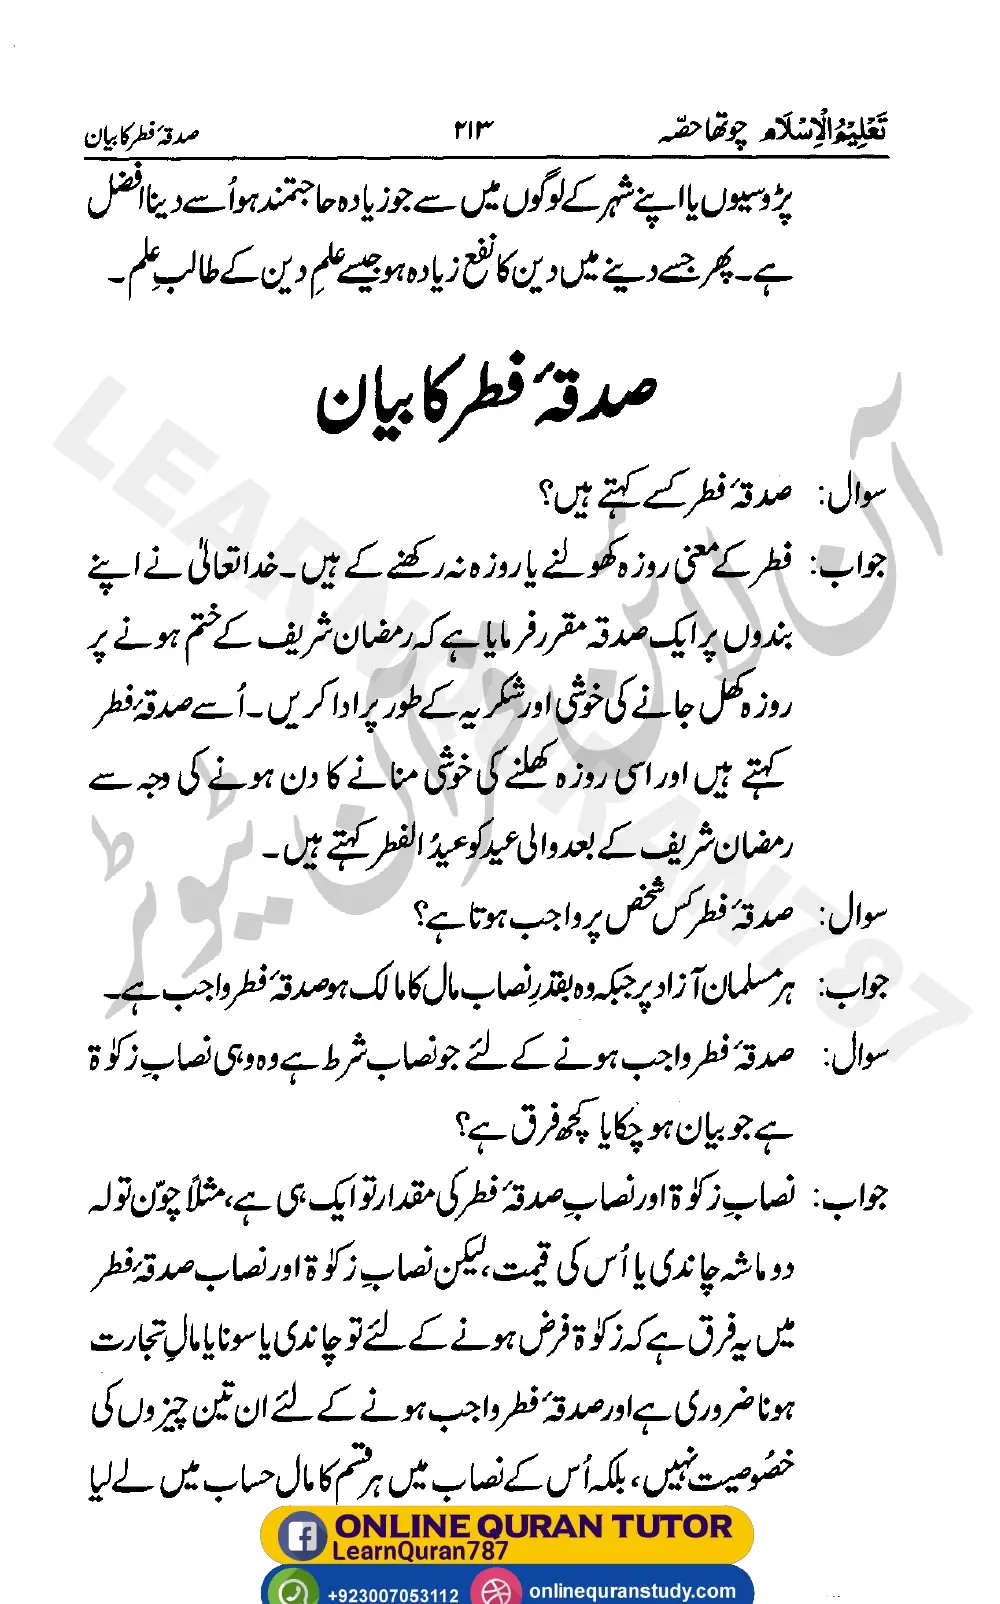 تَعْلِیْمُ الْاِسْلَام چوتھا حصّہ
۲۱۳
صدقۂ فطر کا بیان
پڑوسیوں یا اپنے شہر کے لوگوں میں سے جو زیادہ حاجتمند ہو اُسے دینا افضل
ہے۔ پھر جسے دینے میں دین کا نفع زیادہ ہو جیسے علمِ دین کے طالبِ علم۔
صدقۂ فطر کا بیان
سوال: صدقۂ فطر کسے کہتے ہیں؟
جواب: فطر کے معنی روزہ کھولنے یا روزہ نہ رکھنے کے ہیں۔ خدا تعالیٰ نے اپنے
بندوں پر ایک صدقہ مقرر فرمایا ہے کہ رمضان شریف کے ختم ہونے پر
روزہ کھل جانے کی خوشی اور شکریہ کے طور پر ادا کریں۔ اُسے صدقۂ فطر
کہتے ہیں اور اسی روزہ کھلنے کی خوشی منانے کا دن ہونے کی وجہ سے
رمضان شریف کے بعد والی عید کو عیدُ الفطر کہتے ہیں۔
سوال: صدقۂ فطر کس شخص پر واجب ہوتا ہے؟
جواب: ہر مسلمان آزاد پر جبکہ وہ بقدرِ نصاب مال کا مالک ہو صدقۂ فطر واجب ہے۔
سوال: صدقۂ فطر واجب ہونے کے لئے جو نصاب شرط ہے وہ وہی نصابِ زکوٰۃ
ہے جو بیان ہو چکا یا کچھ فرق ہے؟
جواب: نصابِ زکوٰۃ اور نصابِ صدقۂ فطر کی مقدار تو ایک ہی ہے، مثلاً چوّن تولہ
دو ماشہ چاندی یا اُس کی قیمت، لیکن نصابِ زکوٰۃ اور نصاب صدقۂ فطر
میں یہ فرق ہے کہ زکوٰۃ فرض ہونے کے لئے تو چاندی یا سونا یا مالِ تجارت
ہونا ضروری ہے اور صدقۂ فطر واجب ہونے کے لئے ان تین چیزوں کی
خصُوصیت نہیں، بلکہ اُس کے نصاب میں ہر قسم کا مال حساب میں لے لیا
آن لائن قرآن ٹیوٹر
LEARNQURAN787
ONLINE QURAN TUTOR
LearnQuran787
+923007053112 onlinequranstudy.com